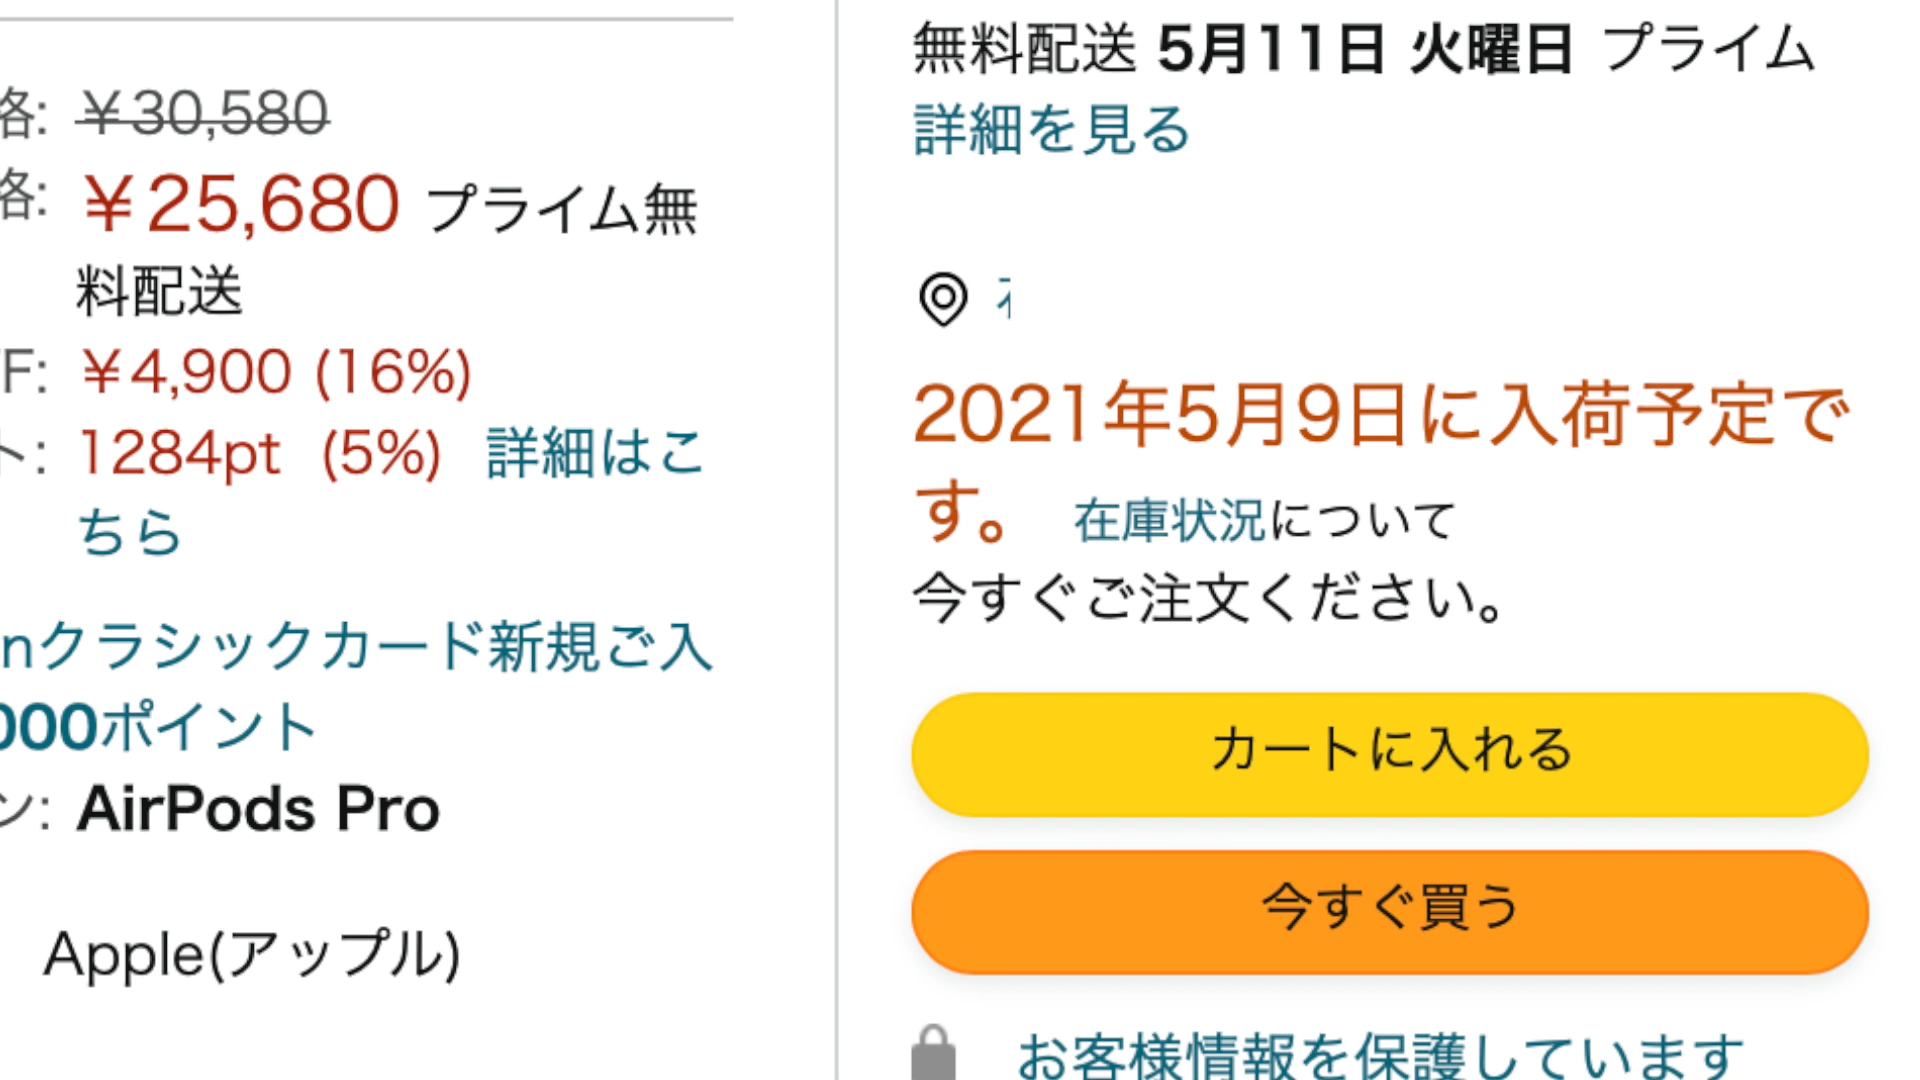 格: ￥30,580
格: ￥25,680 プライム無
料配送
F: ￥4,900 (16%)
ト: 1284pt (5%) 詳細はこ
ちら
nクラシックカード新規ご入
000ポイント
ン: AirPods Pro
Apple(アップル)
無料配送 5月11日 火曜日 プライム
詳細を見る
2021年5月9日に入荷予定で
す。 在庫状況について
今すぐご注文ください。
カートに入れる
今すぐ買う
お客様情報を保護しています